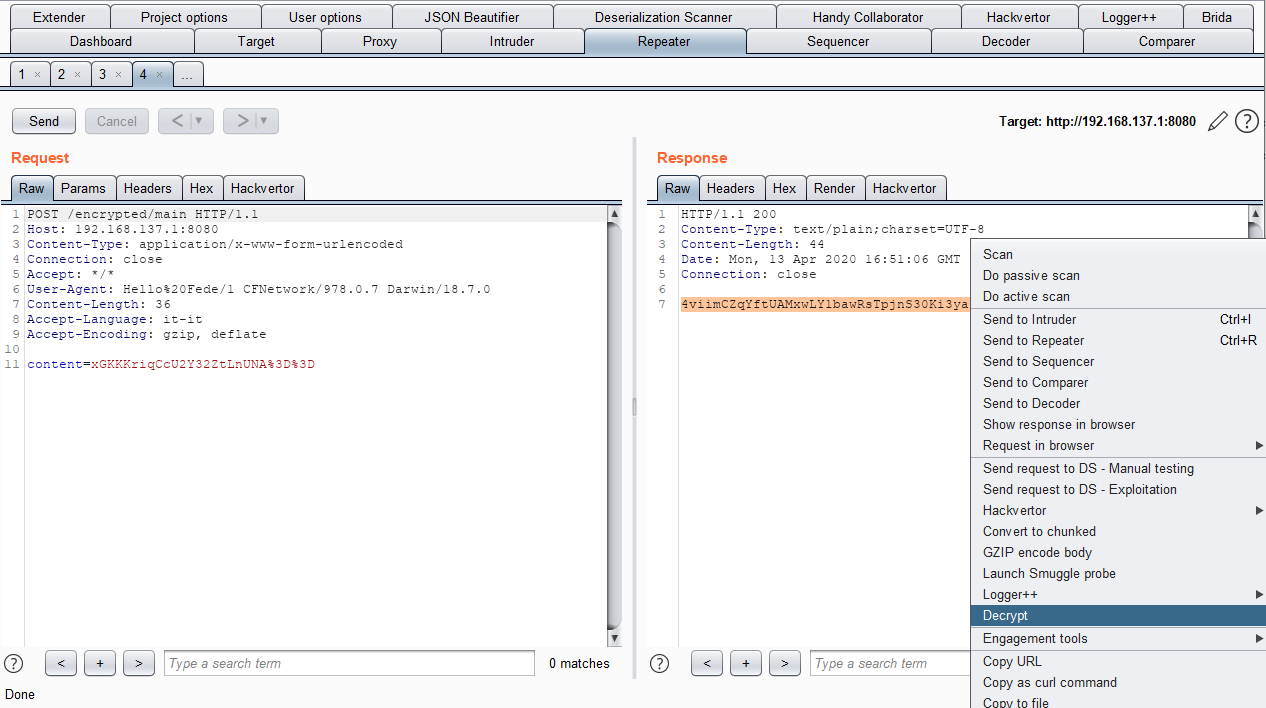 Extender Project options User options JSON Beautifier Deserialization Scanner Handy Collaborator Hackvertor Logger++ Brida
Dashboard Target Proxy Intruder Repeater Sequencer Decoder Comparer
1 × 2 × 3 × 4 × ...
Send Cancel < ▼ > ▼ Target: http://192.168.137.1:8080 ?
Request
Raw Params Headers Hex Hackvertor
1 POST /encrypted/main HTTP/1.1
2 Host: 192.168.137.1:8080
3 Content-Type: application/x-www-form-urlencoded
4 Connection: close
5 Accept: */*
6 User-Agent: Hello%20Fede/1 CFNetwork/978.0.7 Darwin/18.7.0
7 Content-Length: 36
8 Accept-Language: it-it
9 Accept-Encoding: gzip, deflate
10
11 content=xGKKKriqCcU2Y32ZtLnUNA%3D%3D
? < + > Type a search term 0 matches
Done
Response
Raw Headers Hex Render Hackvertor
1 HTTP/1.1 200
2 Content-Type: text/plain;charset=UTF-8
3 Content-Length: 44
4 Date: Mon, 13 Apr 2020 16:51:06 GMT
5 Connection: close
6
7 4viimCZqYftUAMxwLY1bawRsTpjnS30Ki3ya
? < + > Type a search term
Scan
Do passive scan
Do active scan
Send to Intruder Ctrl+I
Send to Repeater Ctrl+R
Send to Sequencer
Send to Comparer
Send to Decoder
Show response in browser
Request in browser
Send request to DS - Manual testing
Send request to DS - Exploitation
Hackvertor
Convert to chunked
GZIP encode body
Launch Smuggle probe
Logger++
Decrypt
Engagement tools
Copy URL
Copy as curl command
Copy to file